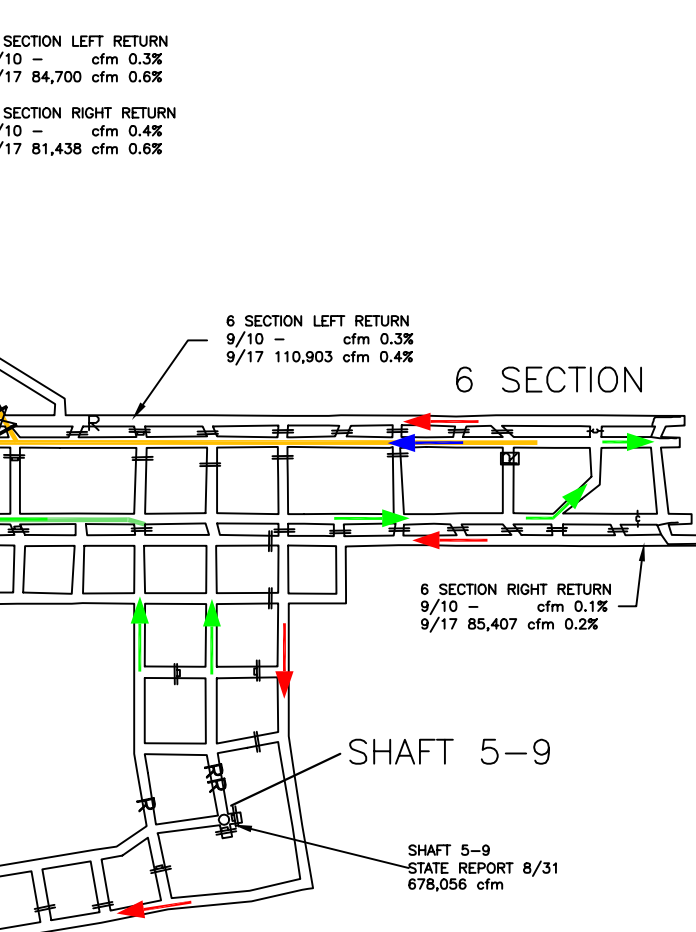 SECTION LEFT RETURN
/10 – cfm 0.3%
/17 84,700 cfm 0.6%
SECTION RIGHT RETURN
/10 – cfm 0.4%
/17 81,438 cfm 0.6%
6 SECTION LEFT RETURN
9/10 – cfm 0.3%
9/17 110,903 cfm 0.4%
6 SECTION
R
6 SECTION RIGHT RETURN
9/10 – cfm 0.1%
9/17 85,407 cfm 0.2%
SHAFT 5–9
RR
R
SHAFT 5–9
STATE REPORT 8/31
678,056 cfm